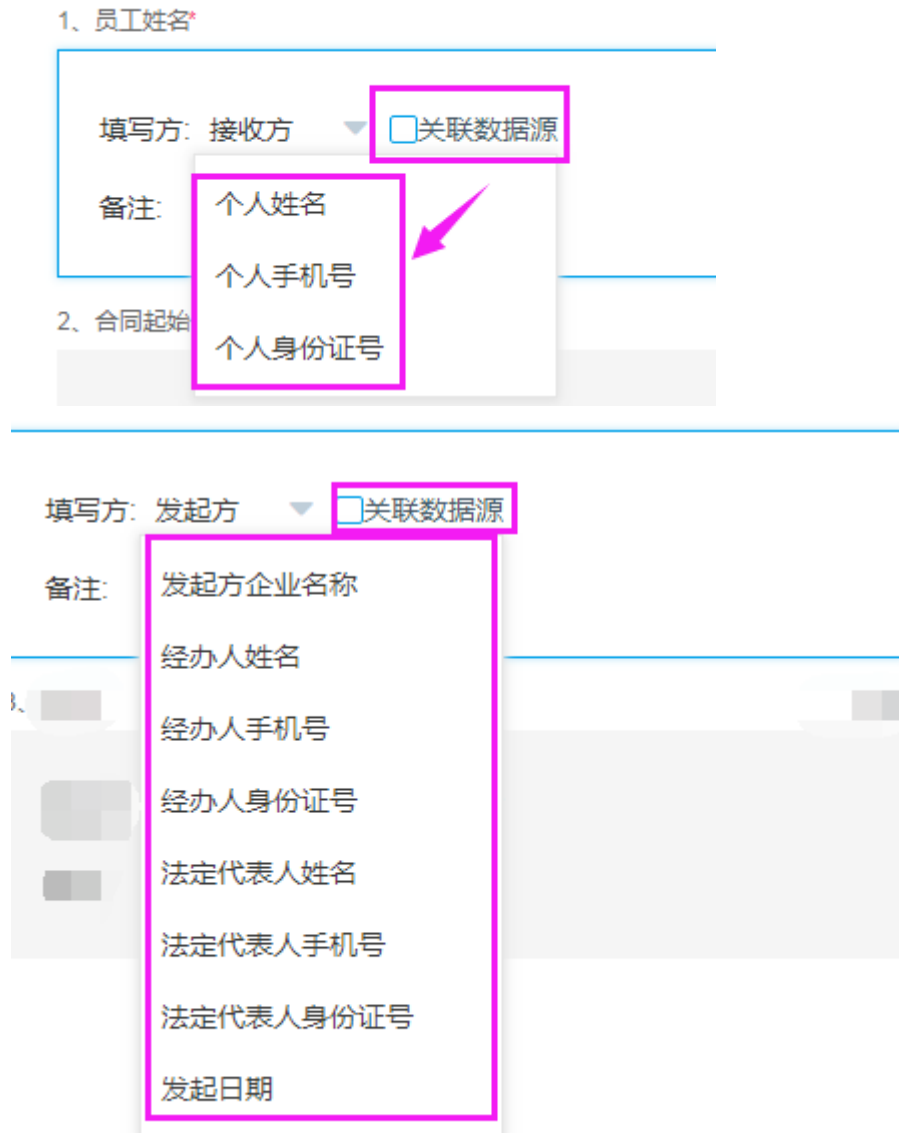 1、员工姓名*
填写方: 接收方 关联数据源
备注: 个人姓名
个人手机号
2、合同起始
个人身份证号
填写方: 发起方 关联数据源
备注: 发起方企业名称
经办人姓名
3、
经办人手机号
经办人身份证号
法定代表人姓名
法定代表人手机号
法定代表人身份证号
发起日期